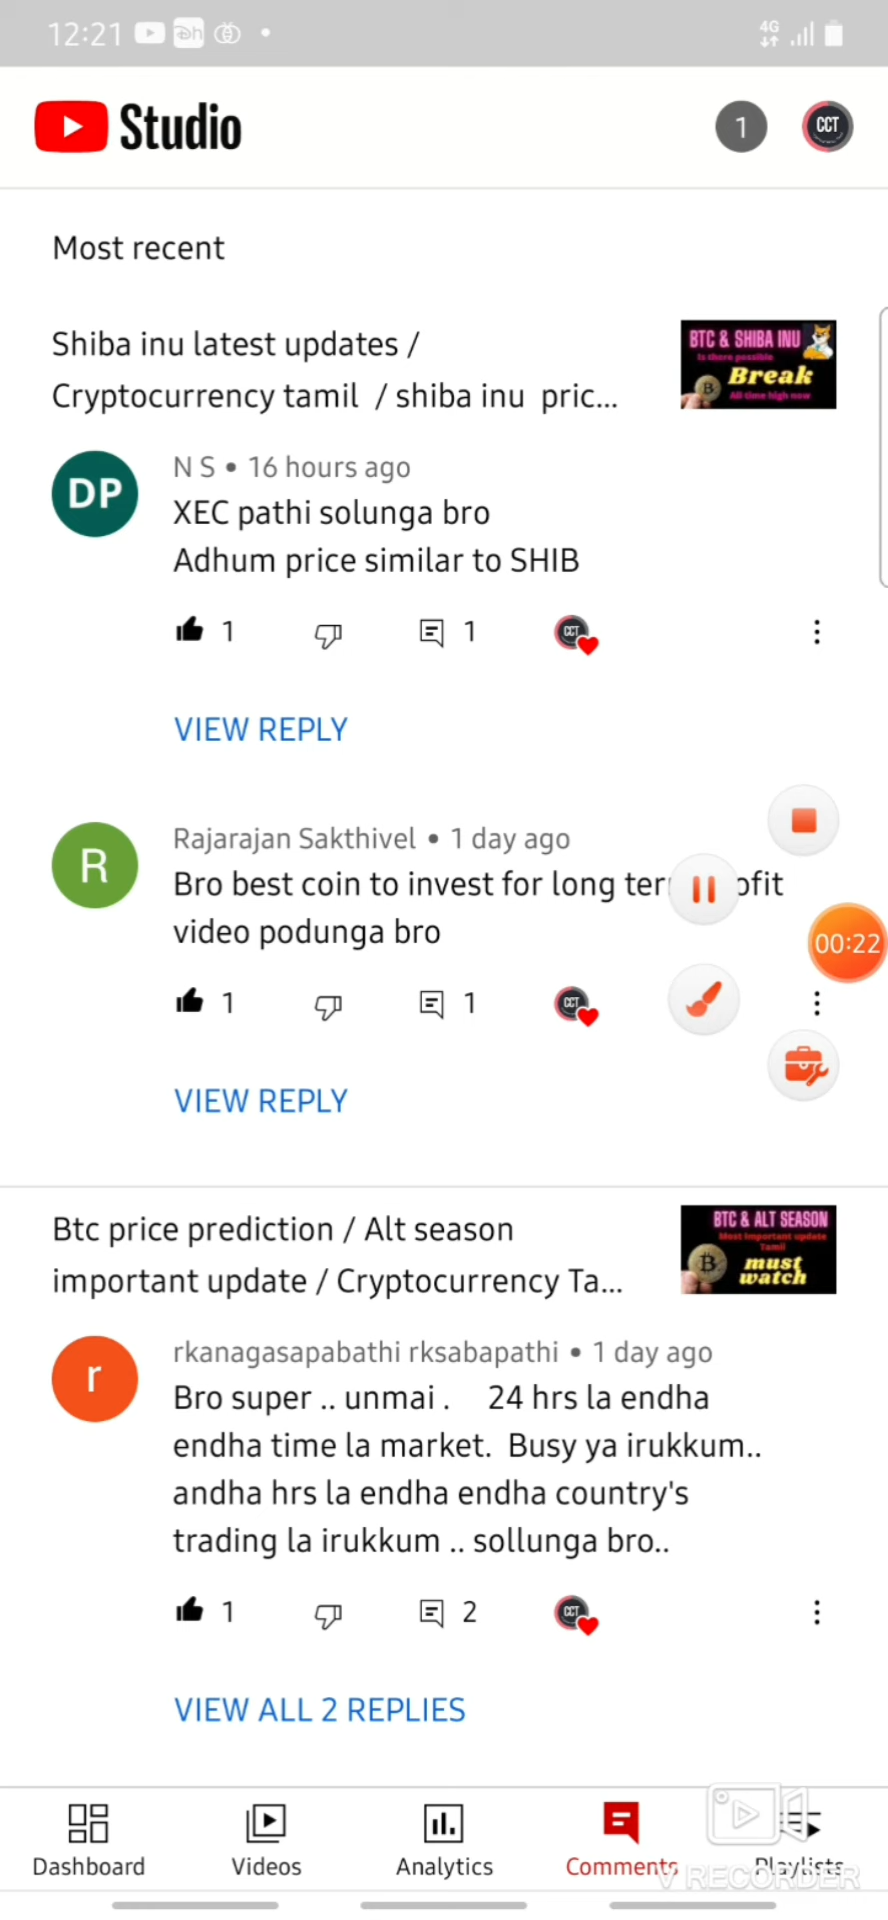 12:21
4G
Studio
1
CCT
Most recent
Shiba inu latest updates /
Cryptocurrency tamil / shiba inu pric...
BTC & SHIBA INU
Is there possible
Break
All time high now
DP
N S • 16 hours ago
XEC pathi solunga bro
Adhum price similar to SHIB
1
1
CCT
VIEW REPLY
R
Rajarajan Sakthivel • 1 day ago
Bro best coin to invest for long ter ofit
video podunga bro
00:22
1
1
CCT
VIEW REPLY
Btc price prediction / Alt season
important update / Cryptocurrency Ta...
BTC & ALT SEASON
Most important update
Tamil
must
watch
r
rkanagasapabathi rksabapathi • 1 day ago
Bro super .. unmai . 24 hrs la endha
endha time la market. Busy ya irukkum..
andha hrs la endha endha country's
trading la irukkum .. sollunga bro..
1
2
CCT
VIEW ALL 2 REPLIES
Dashboard
Videos
Analytics
Comments
Playlists
V RECORDER